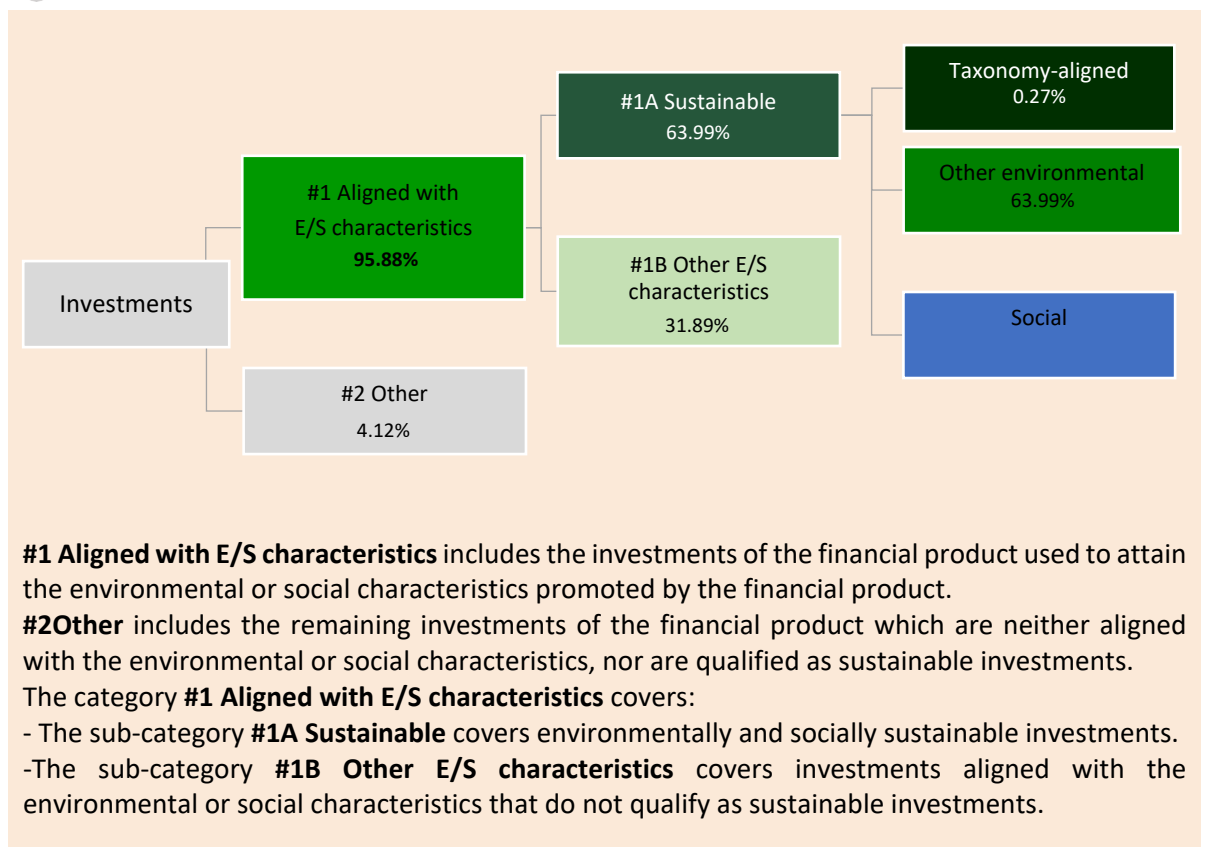 Investments
#1 Aligned with
E/S characteristics
95.88%
#2 Other
4.12%
#1A Sustainable
63.99%
#1B Other E/S
characteristics
31.89%
Taxonomy-aligned
0.27%
Other environmental
63.99%
Social
#1 Aligned with E/S characteristics includes the investments of the financial product used to attain
the environmental or social characteristics promoted by the financial product.
#2Other includes the remaining investments of the financial product which are neither aligned
with the environmental or social characteristics, nor are qualified as sustainable investments.
The category #1 Aligned with E/S characteristics covers:
- The sub-category #1A Sustainable covers environmentally and socially sustainable investments.
-The sub-category #1B Other E/S characteristics covers investments aligned with the
environmental or social characteristics that do not qualify as sustainable investments.